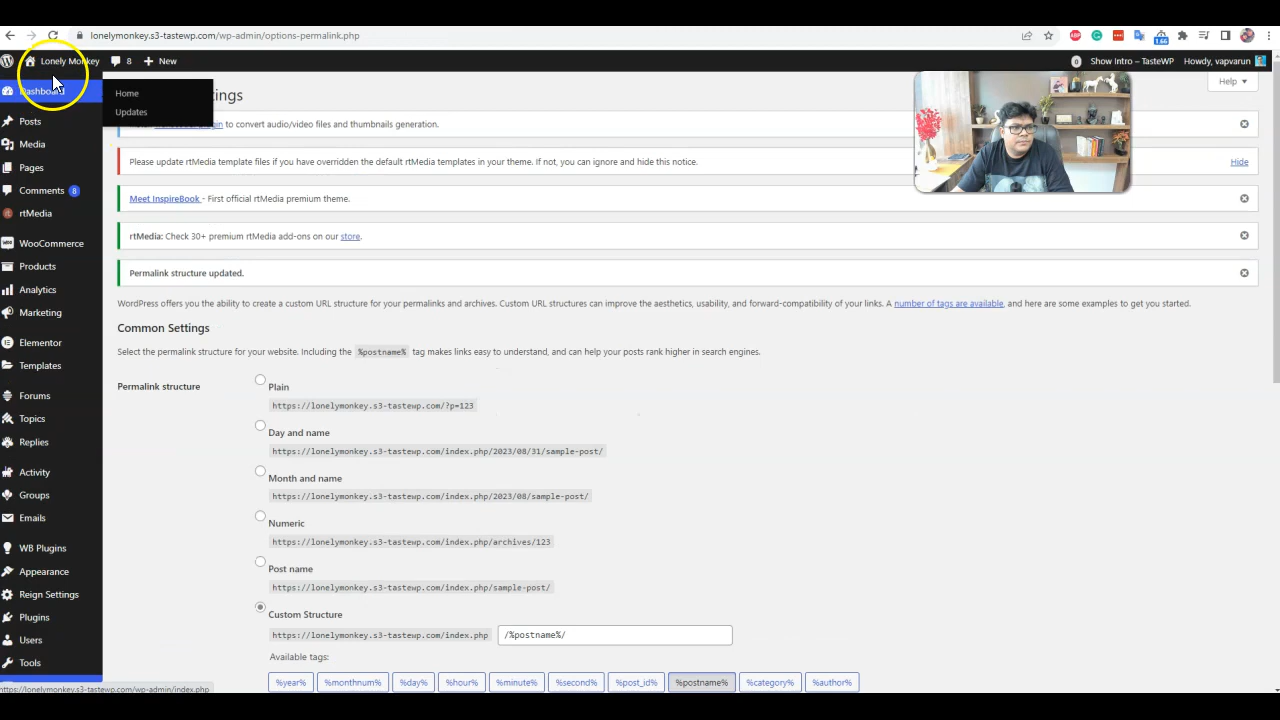 lonelymonkey.s3-tastewp.com/wp-admin/options-permalink.php
1.66
Lonely Monkey 8 New 0 Show Intro – TasteWP Howdy, vapvarun
Dashboard
Home
Updates
Help
Posts
Media
Pages
Comments 8
rtMedia
WooCommerce
Products
Analytics
Marketing
Elementor
Templates
Forums
Topics
Replies
Activity
Groups
Emails
WB Plugins
Appearance
Reign Settings
Plugins
Users
Tools
https://lonelymonkey.s3-tastewp.com/wp-admin/index.php
to convert audio/video files and thumbnails generation.
Please update rtMedia template files if you have overridden the default rtMedia templates in your theme. If not, you can ignore and hide this notice. Hide
Meet InspireBook - First official rtMedia premium theme.
rtMedia: Check 30+ premium rtMedia add-ons on our store.
Permalink structure updated.
WordPress offers you the ability to create a custom URL structure for your permalinks and archives. Custom URL structures can improve the aesthetics, usability, and forward-compatibility of your links. A number of tags are available, and here are some examples to get you started.
Common Settings
Select the permalink structure for your website. Including the %postname% tag makes links easy to understand, and can help your posts rank higher in search engines.
Permalink structure
Plain
https://lonelymonkey.s3-tastewp.com/?p=123
Day and name
https://lonelymonkey.s3-tastewp.com/index.php/2023/08/31/sample-post/
Month and name
https://lonelymonkey.s3-tastewp.com/index.php/2023/08/sample-post/
Numeric
https://lonelymonkey.s3-tastewp.com/index.php/archives/123
Post name
https://lonelymonkey.s3-tastewp.com/index.php/sample-post/
Custom Structure
https://lonelymonkey.s3-tastewp.com/index.php /%postname%/
Available tags:
%year% %monthnum% %day% %hour% %minute% %second% %post_id% %postname% %category% %author%